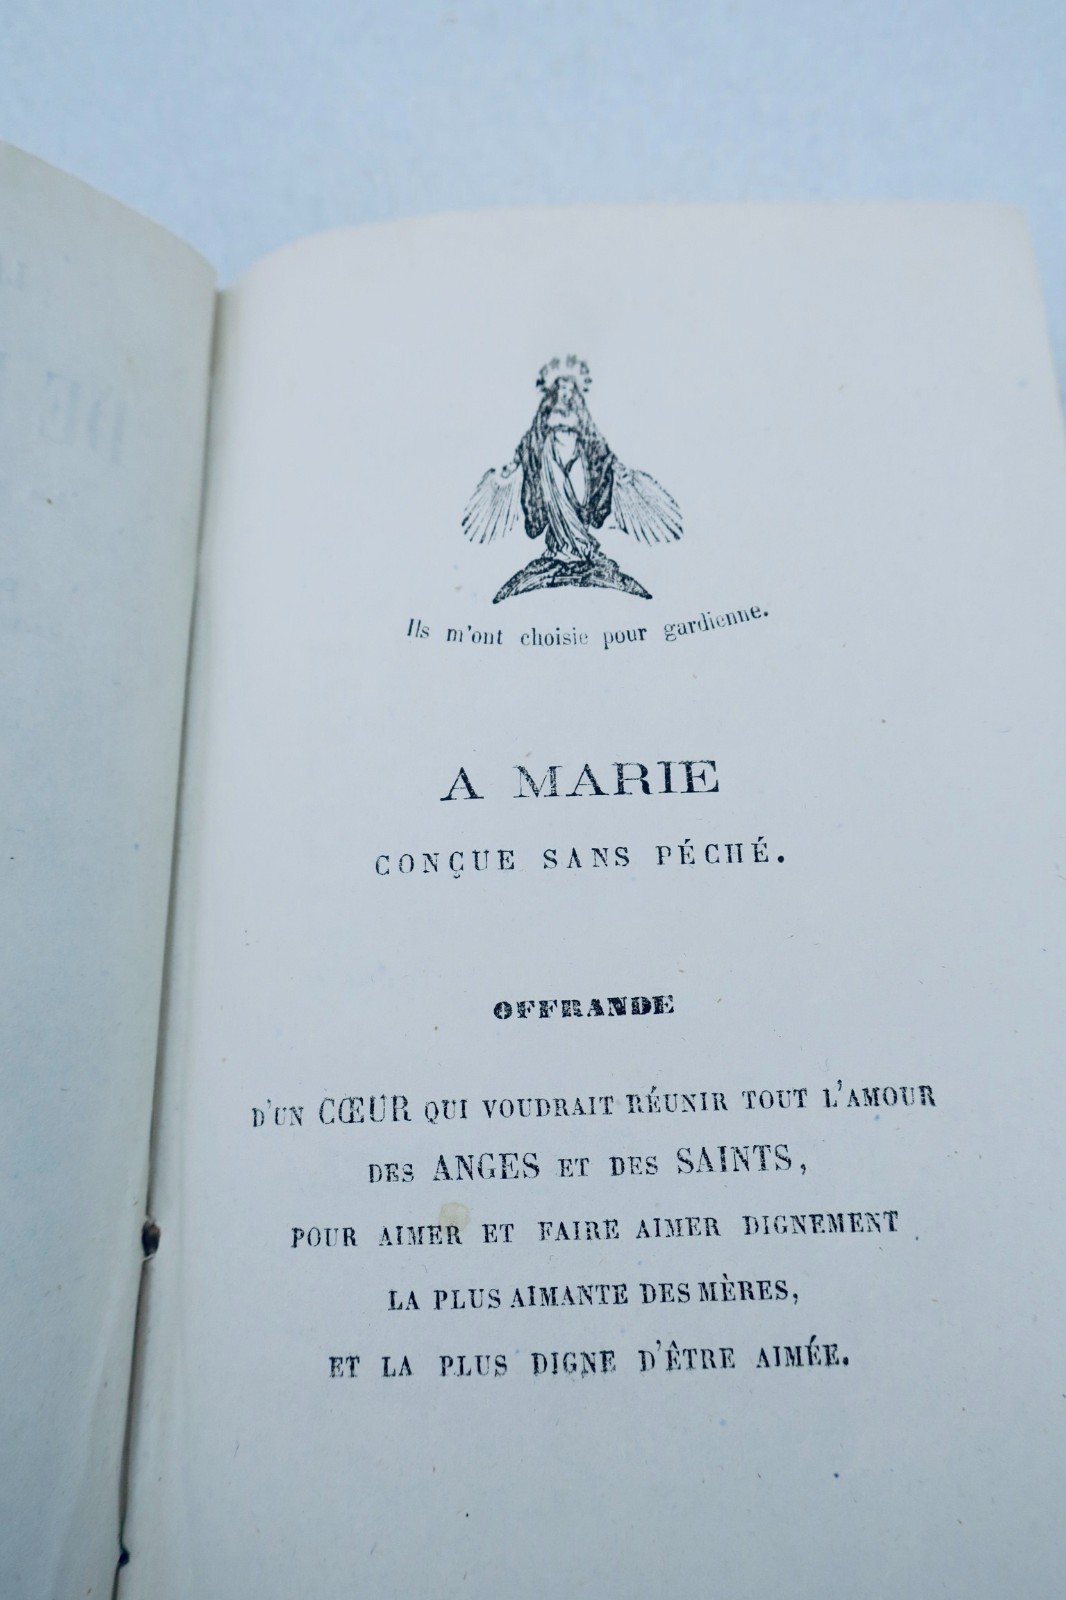 DE
Ils m'ont choisie pour gardienne.
A MARIE
CONÇUE SANS PÉCHÉ.
OFFRANDE
D'UN CŒUR QUI VOUDRAIT RÉUNIR TOUT L'AMOUR
DES ANGES ET DES SAINTS,
POUR AIMER ET FAIRE AIMER DIGNEMENT
LA PLUS AIMANTE DES MÈRES,
ET LA PLUS DIGNE D'ÊTRE AIMÉE.